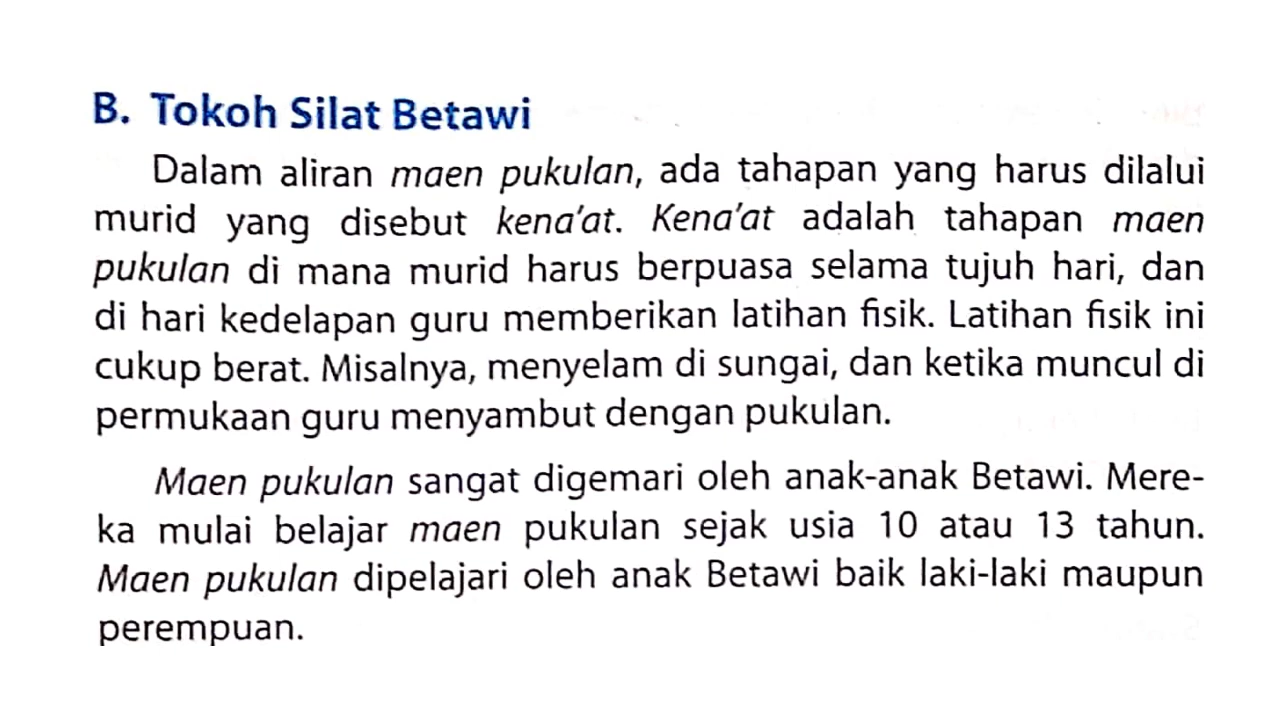 B. Tokoh Silat Betawi
Dalam aliran maen pukulan, ada tahapan yang harus dilalui
murid yang disebut kena'at. Kena'at adalah tahapan maen
pukulan di mana murid harus berpuasa selama tujuh hari, dan
di hari kedelapan guru memberikan latihan fisik. Latihan fisik ini
cukup berat. Misalnya, menyelam di sungai, dan ketika muncul di
permukaan guru menyambut dengan pukulan.
Maen pukulan sangat digemari oleh anak-anak Betawi. Mere-
ka mulai belajar maen pukulan sejak usia 10 atau 13 tahun.
Maen pukulan dipelajari oleh anak Betawi baik laki-laki maupun
perempuan.